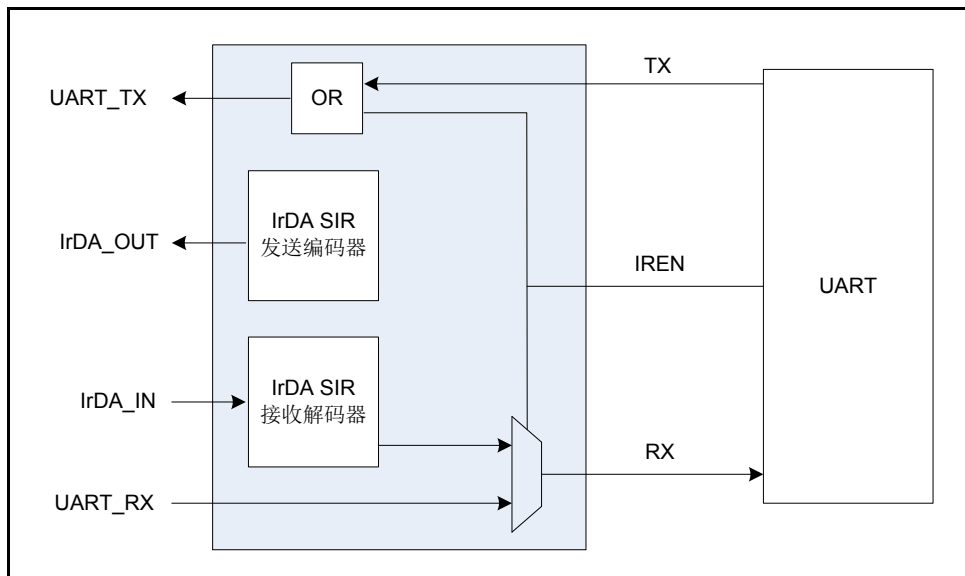 TX
UART_TX
OR
IrDA SIR
发送编码器
IrDA_OUT
IREN
UART
IrDA SIR
接收解码器
IrDA_IN
RX
UART_RX